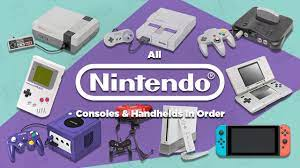 All
Nintendo®
Consoles & Handhelds in Order